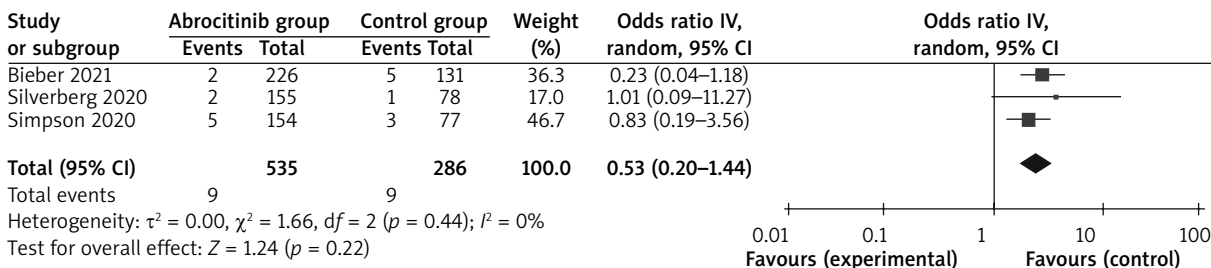 Study Abrocitinib group Control group Weight Odds ratio IV, Odds ratio IV,
or subgroup Events Total Events Total (%) random, 95% CI random, 95% CI
Bieber 2021 2 226 5 131 36.3 0.23 (0.04–1.18)
Silverberg 2020 2 155 1 78 17.0 1.01 (0.09–11.27)
Simpson 2020 5 154 3 77 46.7 0.83 (0.19–3.56)
Total (95% CI) 535 286 100.0 0.53 (0.20–1.44)
Total events 9 9
Heterogeneity: τ² = 0.00, χ² = 1.66, df = 2 (p = 0.44); I² = 0%
Test for overall effect: Z = 1.24 (p = 0.22)
0.01 0.1 1 10 100
Favours (experimental) Favours (control)